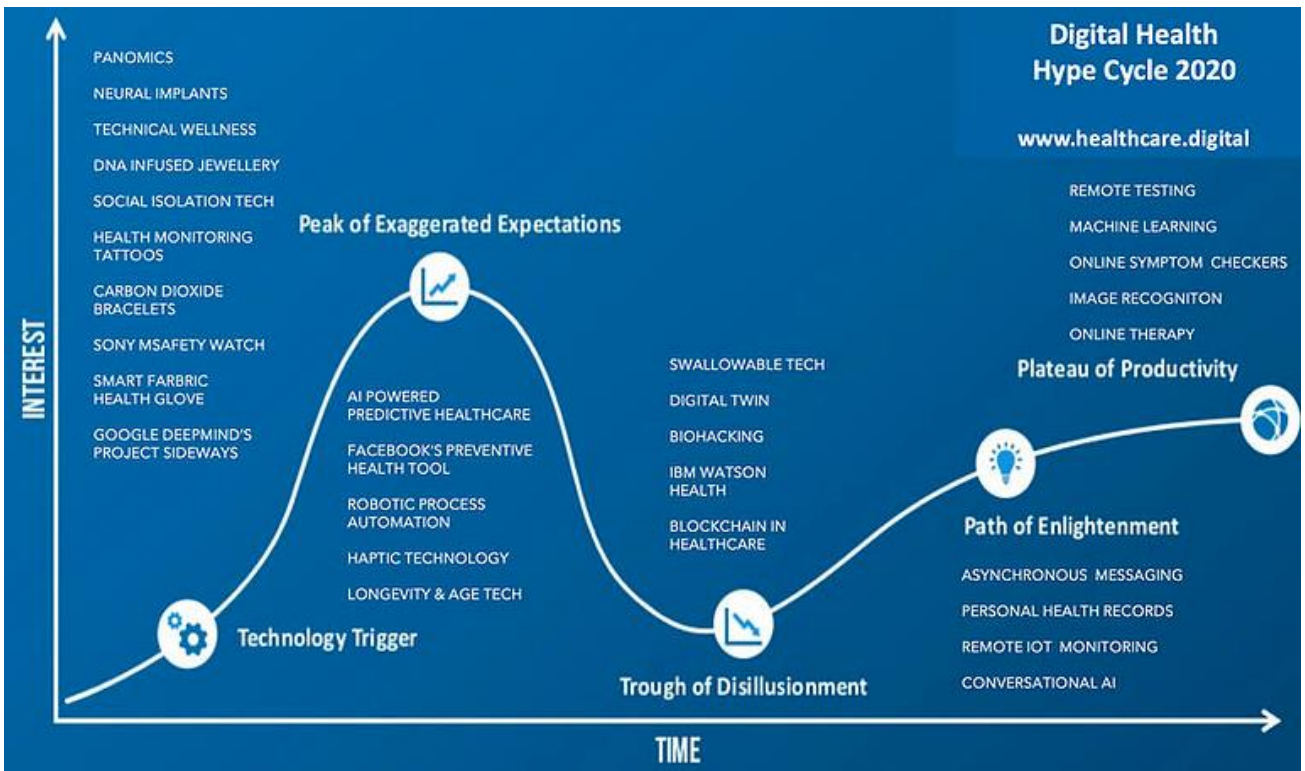 Digital Health
Hype Cycle 2020
www.healthcare.digital
PANOMICS
NEURAL IMPLANTS
TECHNICAL WELLNESS
DNA INFUSED JEWELLERY
SOCIAL ISOLATION TECH
HEALTH MONITORING
TATTOOS
CARBON DIOXIDE
BRACELETS
SONY MSAFETY WATCH
SMART FARBRIC
HEALTH GLOVE
GOOGLE DEEPMIND'S
PROJECT SIDEWAYS
Technology Trigger
Peak of Exaggerated Expectations
AI POWERED
PREDICTIVE HEALTHCARE
FACEBOOK'S PREVENTIVE
HEALTH TOOL
ROBOTIC PROCESS
AUTOMATION
HAPTIC TECHNOLOGY
LONGEVITY & AGE TECH
SWALLOWABLE TECH
DIGITAL TWIN
BIOHACKING
IBM WATSON
HEALTH
BLOCKCHAIN IN
HEALTHCARE
Trough of Disillusionment
REMOTE TESTING
MACHINE LEARNING
ONLINE SYMPTOM CHECKERS
IMAGE RECOGNITON
ONLINE THERAPY
Plateau of Productivity
Path of Enlightenment
ASYNCHRONOUS MESSAGING
PERSONAL HEALTH RECORDS
REMOTE IOT MONITORING
CONVERSATIONAL AI
INTEREST
TIME